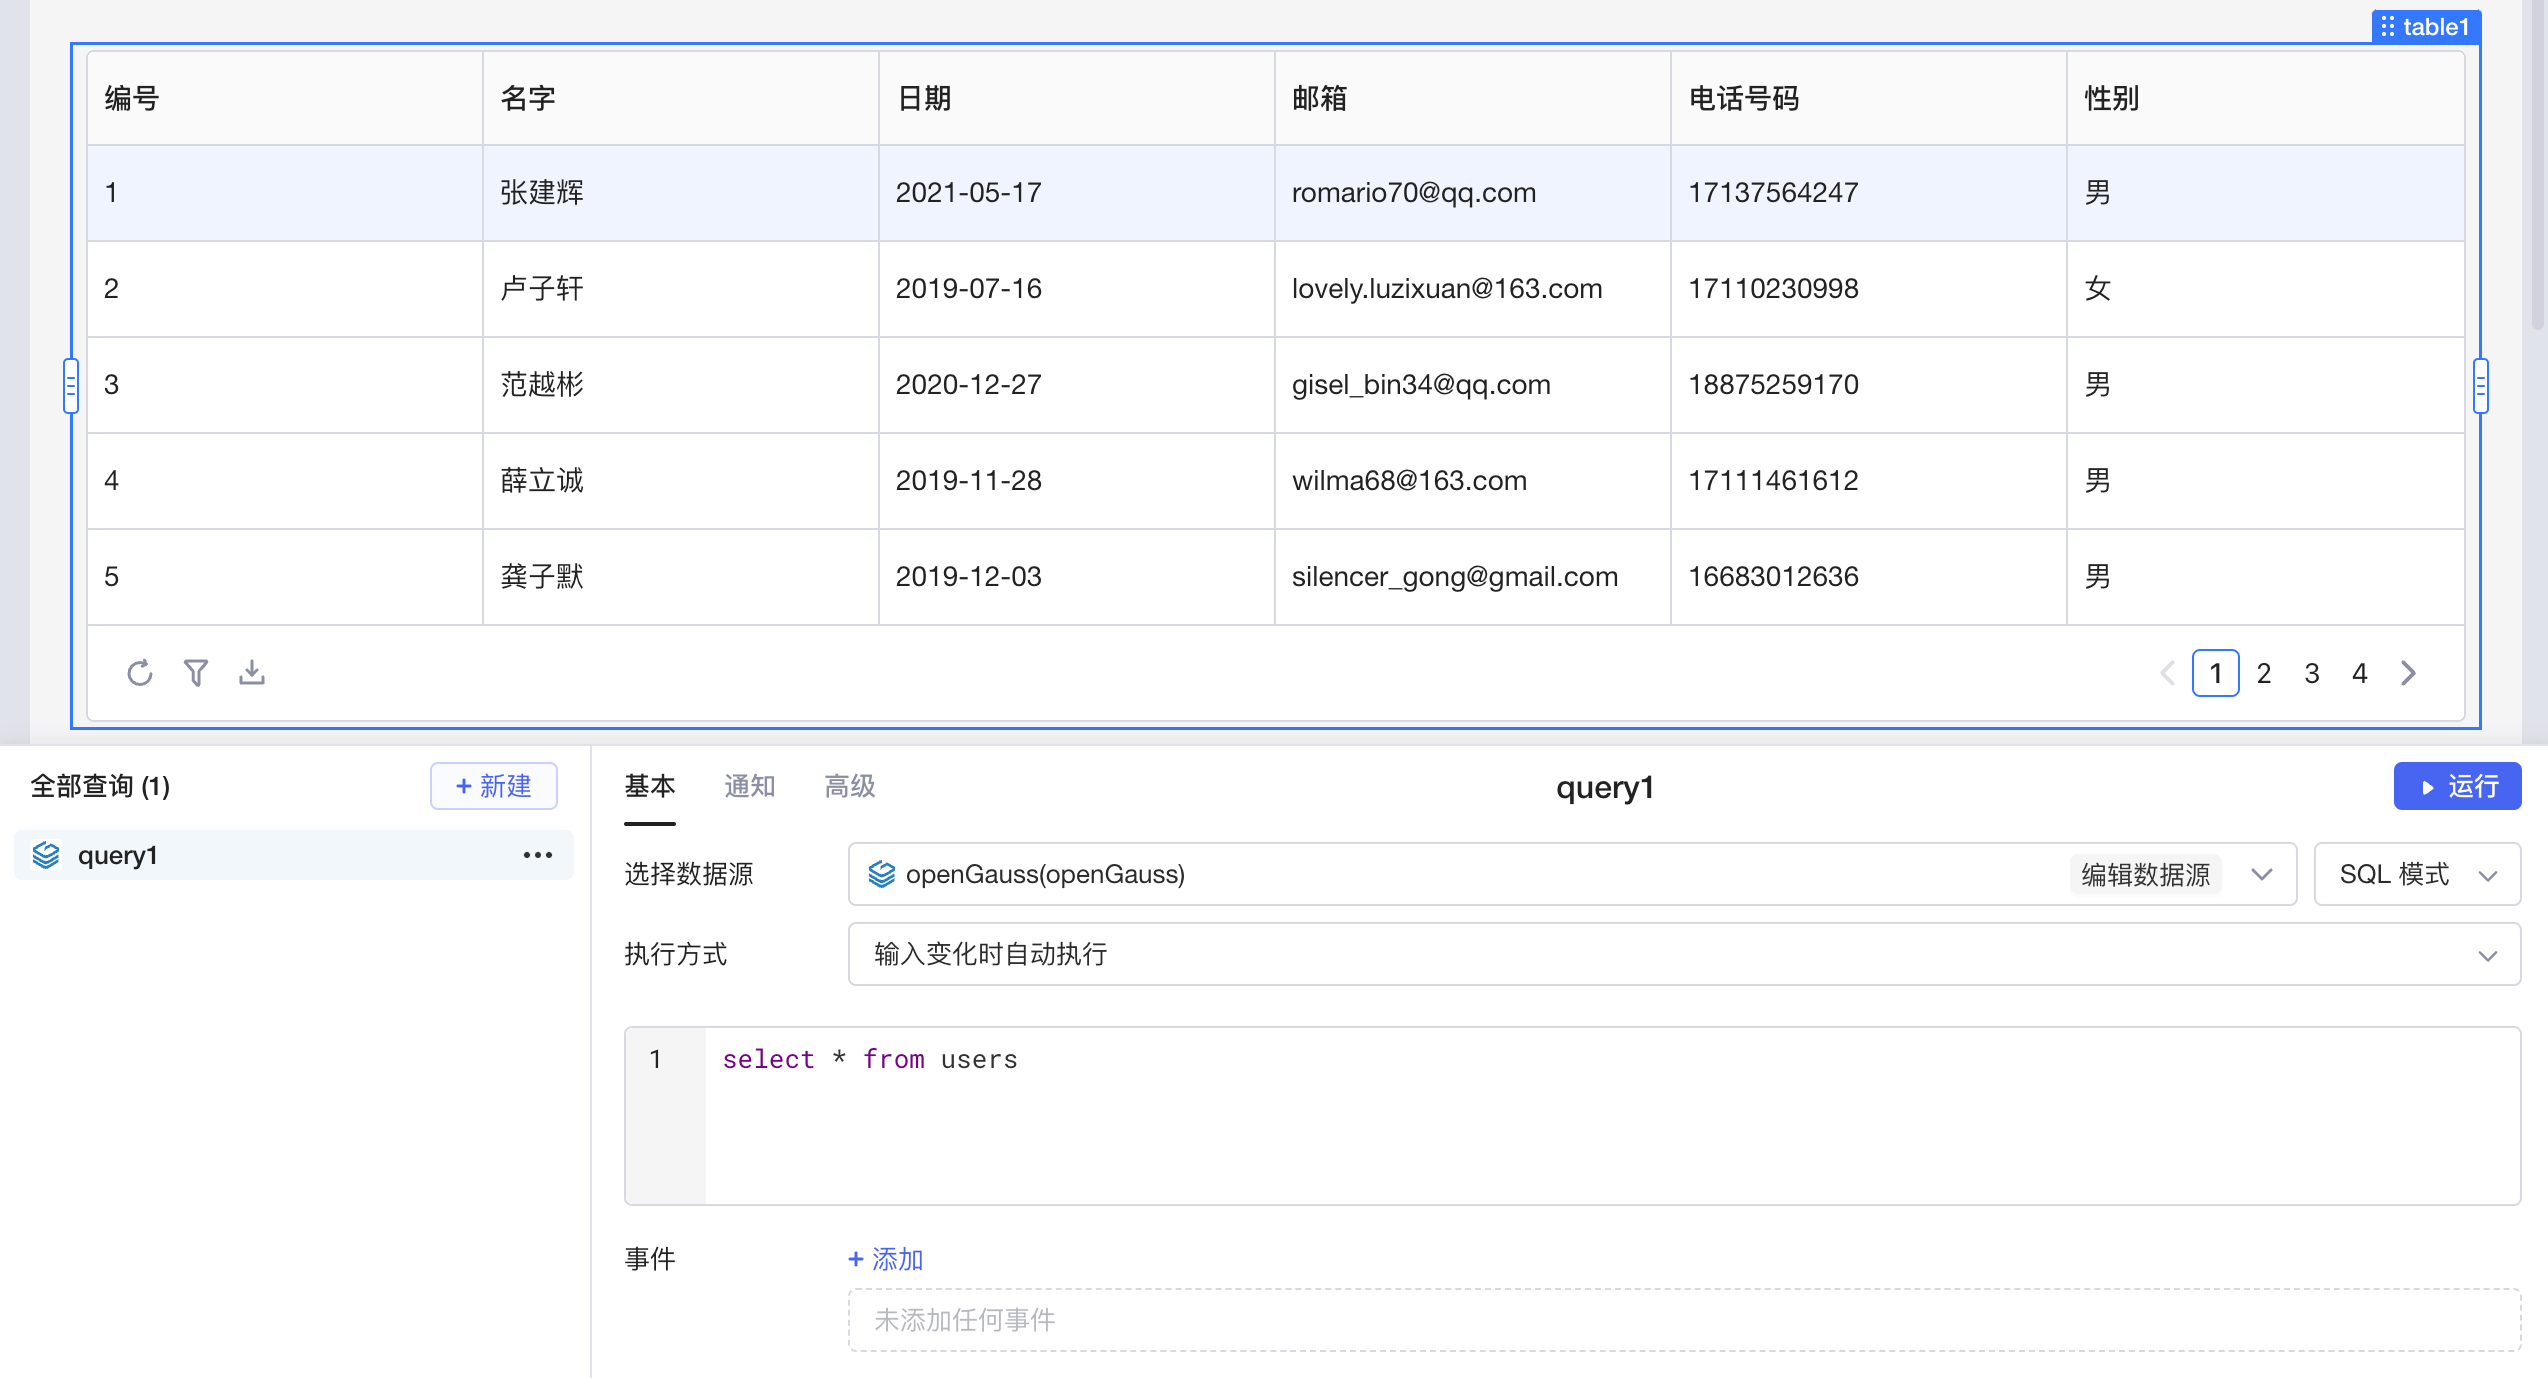 table1
编号 名字 日期 邮箱 电话号码 性别
1 张建辉 2021-05-17 romario70@qq.com 17137564247 男
2 卢子轩 2019-07-16 lovely.luzixuan@163.com 17110230998 女
3 范越彬 2020-12-27 gisel_bin34@qq.com 18875259170 男
4 薛立诚 2019-11-28 wilma68@163.com 17111461612 男
5 龚子默 2019-12-03 silencer_gong@gmail.com 16683012636 男
1 2 3 4
全部查询 (1) + 新建
query1
基本 通知 高级 query1 运行
选择数据源 openGauss(openGauss) 编辑数据源 SQL 模式
执行方式 输入变化时自动执行
1 select * from users
事件 + 添加
未添加任何事件